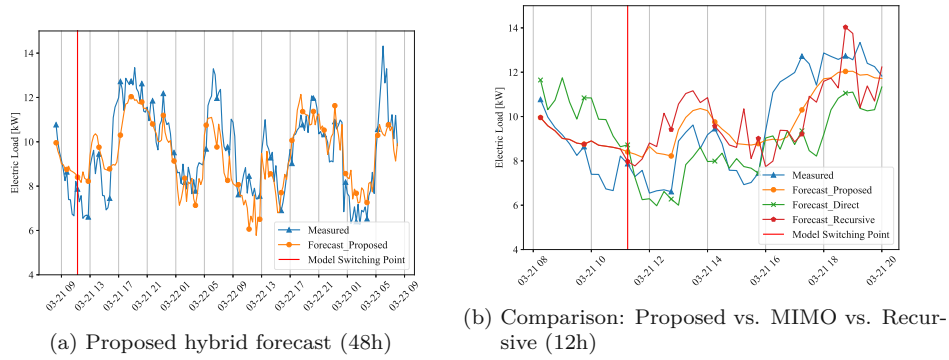 14
12
10
8
6
4
Electric Load [kW]
Measured
Forecast_Proposed
Model Switching Point
03-21 09
03-21 13
03-21 17
03-21 21
03-22 01
03-22 05
03-22 09
03-22 13
03-22 17
03-22 21
03-23 01
03-23 05
03-23 09
(a) Proposed hybrid forecast (48h)
14
12
10
8
6
4
Electric Load [kW]
Measured
Forecast_Proposed
Forecast_Direct
Forecast_Recursive
Model Switching Point
03-21 08
03-21 10
03-21 12
03-21 14
03-21 16
03-21 18
03-21 20
(b) Comparison: Proposed vs. MIMO vs. Recur-
sive (12h)